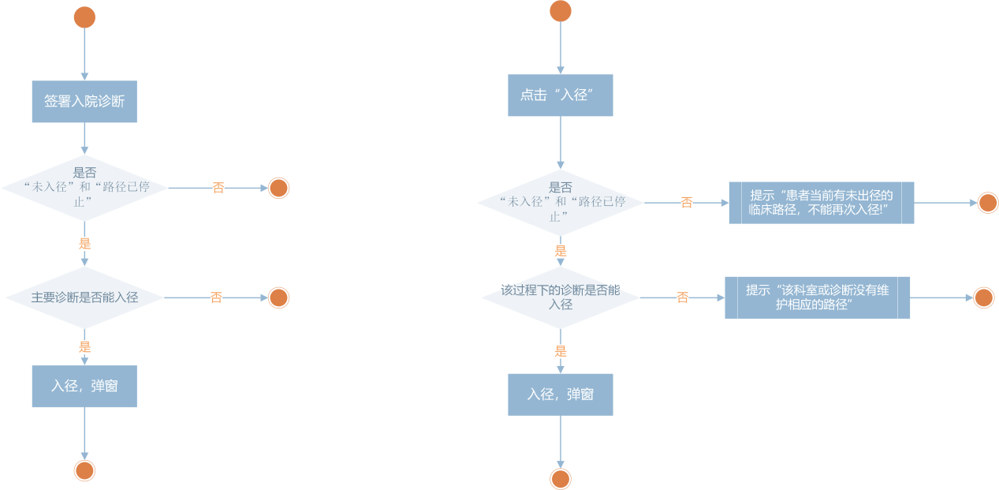 签署入院诊断
是否
“未入径”和“路径已停
止”
否
是
主要诊断是否能入径
否
是
入径，弹窗
点击“入径”
是否
“未入径”和“路径已停
止”
否
提示“患者当前有未出径的
临床路径，不能再次入径!”
是
该过程下的诊断是否能
入径
否
提示“该科室或诊断没有维
护相应的路径”
是
入径，弹窗